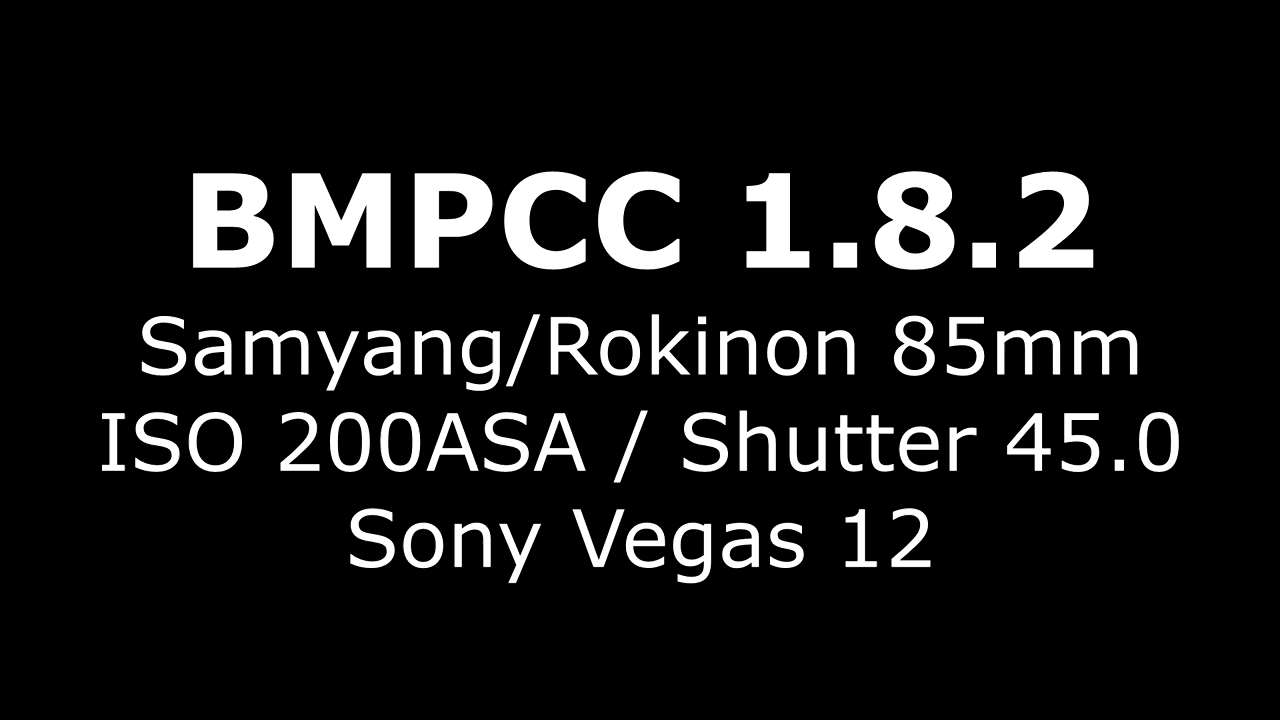 BMPCC 1.8.2
Samyang/Rokinon 85mm
ISO 200ASA / Shutter 45.0
Sony Vegas 12